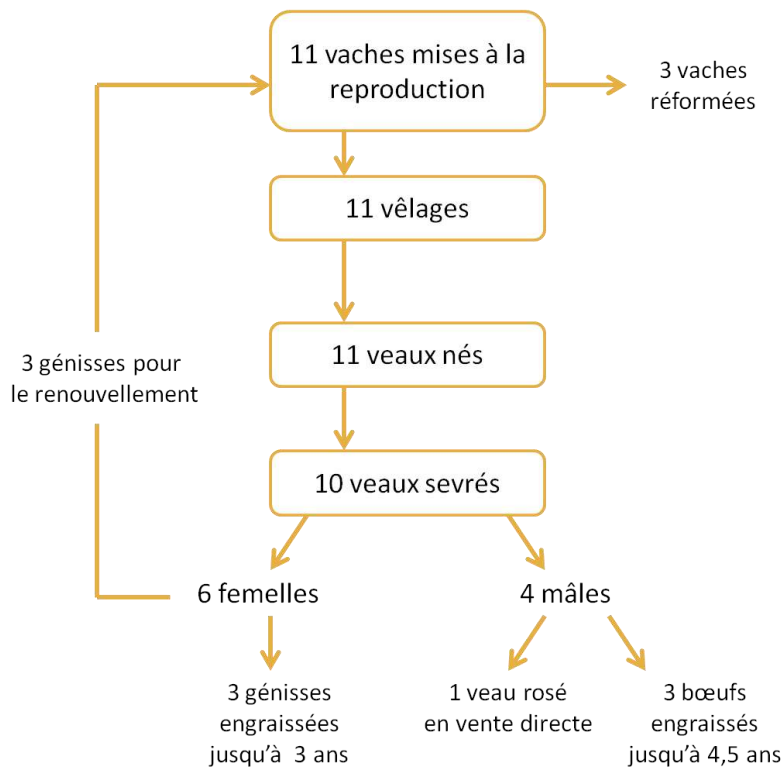 11 vaches mises à la
reproduction
3 vaches
réformées
11 vêlages
11 veaux nés
3 génisses pour
le renouvellement
10 veaux sevrés
6 femelles
4 mâles
3 génisses
engraissées
jusqu'à 3 ans
1 veau rosé
en vente directe
3 bœufs
engraissés
jusqu'à 4,5 ans